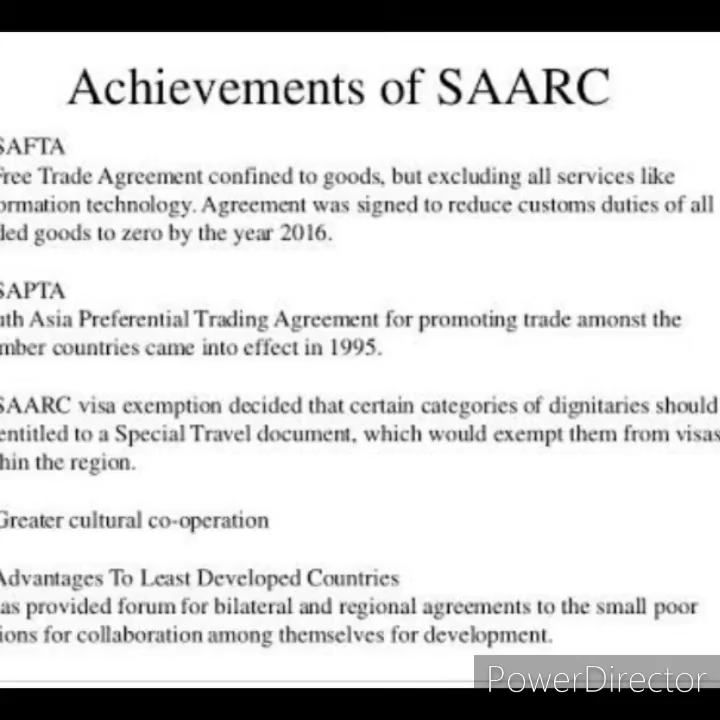 Achievements of SAARC
SAFTA
Free Trade Agreement confined to goods, but excluding all services like
ormation technology. Agreement was signed to reduce customs duties of all
ded goods to zero by the year 2016.
SAPTA
uth Asia Preferential Trading Agreement for promoting trade amonst the
mber countries came into effect in 1995.
SAARC visa exemption decided that certain categories of dignitaries should
entitled to a Special Travel document, which would exempt them from visas
hin the region.
Greater cultural co-operation
Advantages To Least Developed Countries
as provided forum for bilateral and regional agreements to the small poor
ions for collaboration among themselves for development.
PowerDirector